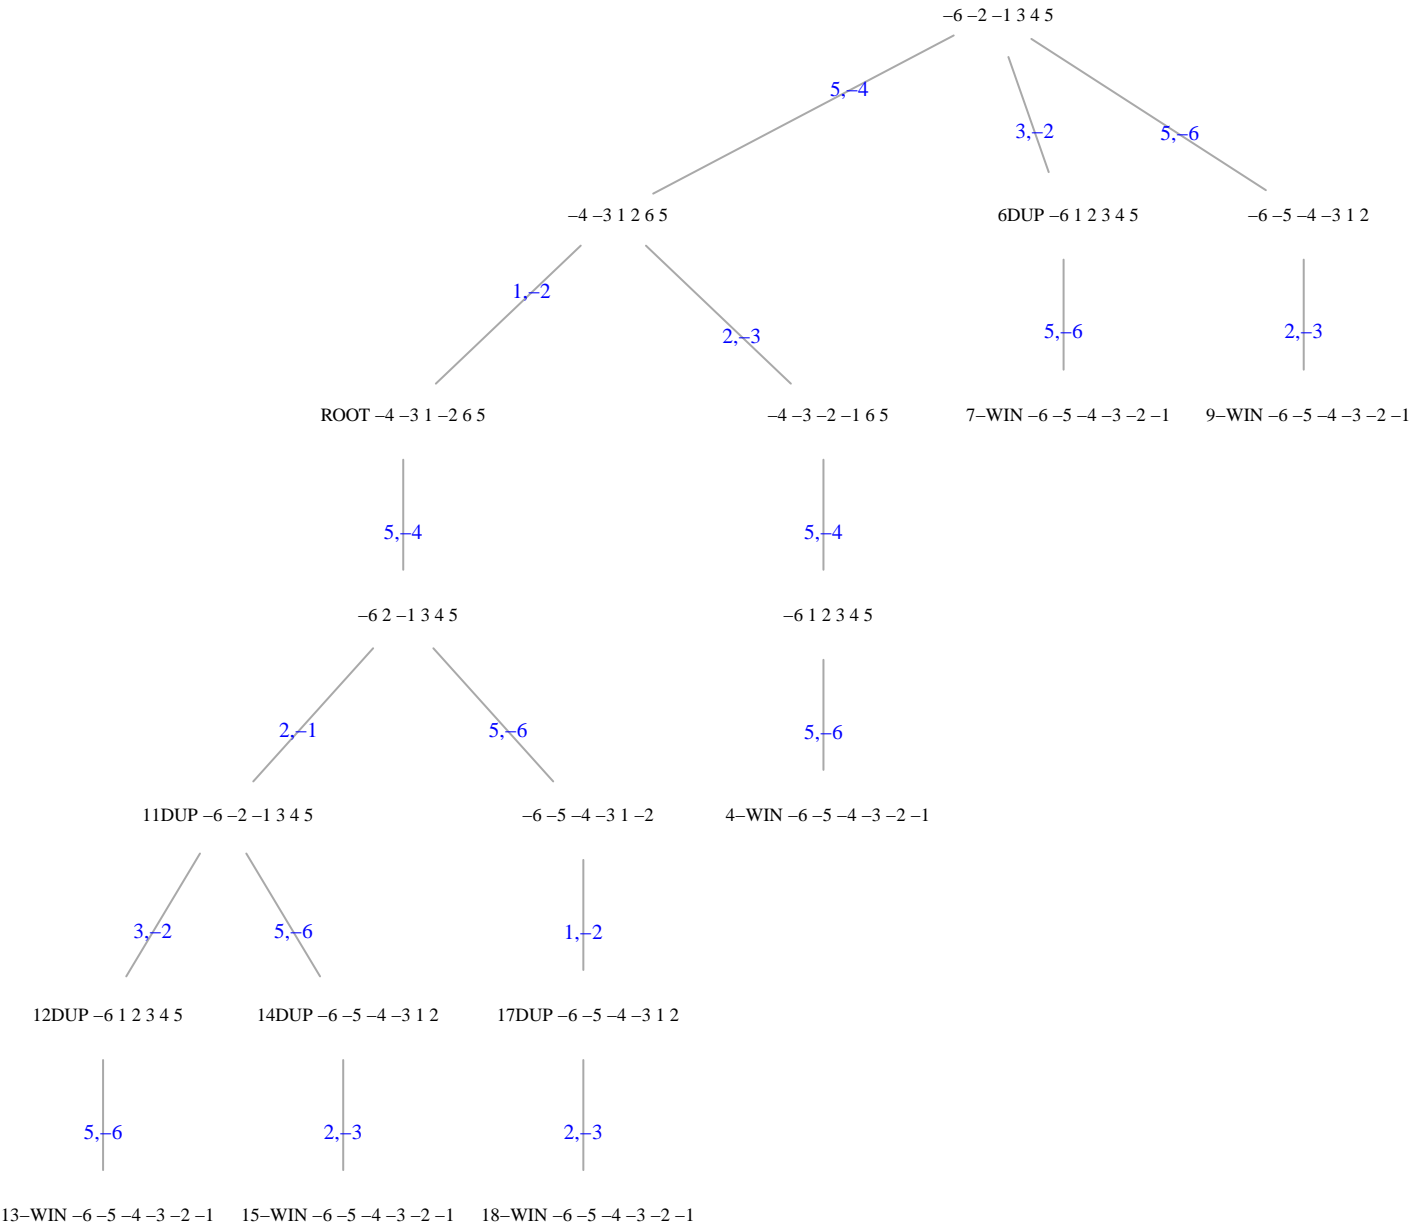 −6 −2 −1 3 4 5
5,−4
3,−2
5,−6
−4 −3 1 2 6 5
6DUP −6 1 2 3 4 5
−6 −5 −4 −3 1 2
1,−2
2,−3
5,−6
2,−3
ROOT −4 −3 1 −2 6 5
−4 −3 −2 −1 6 5
7−WIN −6 −5 −4 −3 −2 −1
9−WIN −6 −5 −4 −3 −2 −1
5,−4
5,−4
−6 2 −1 3 4 5
−6 1 2 3 4 5
2,−1
5,−6
5,−6
11DUP −6 −2 −1 3 4 5
−6 −5 −4 −3 1 −2
4−WIN −6 −5 −4 −3 −2 −1
3,−2
5,−6
1,−2
12DUP −6 1 2 3 4 5
14DUP −6 −5 −4 −3 1 2
17DUP −6 −5 −4 −3 1 2
5,−6
2,−3
2,−3
13−WIN −6 −5 −4 −3 −2 −1
15−WIN −6 −5 −4 −3 −2 −1
18−WIN −6 −5 −4 −3 −2 −1